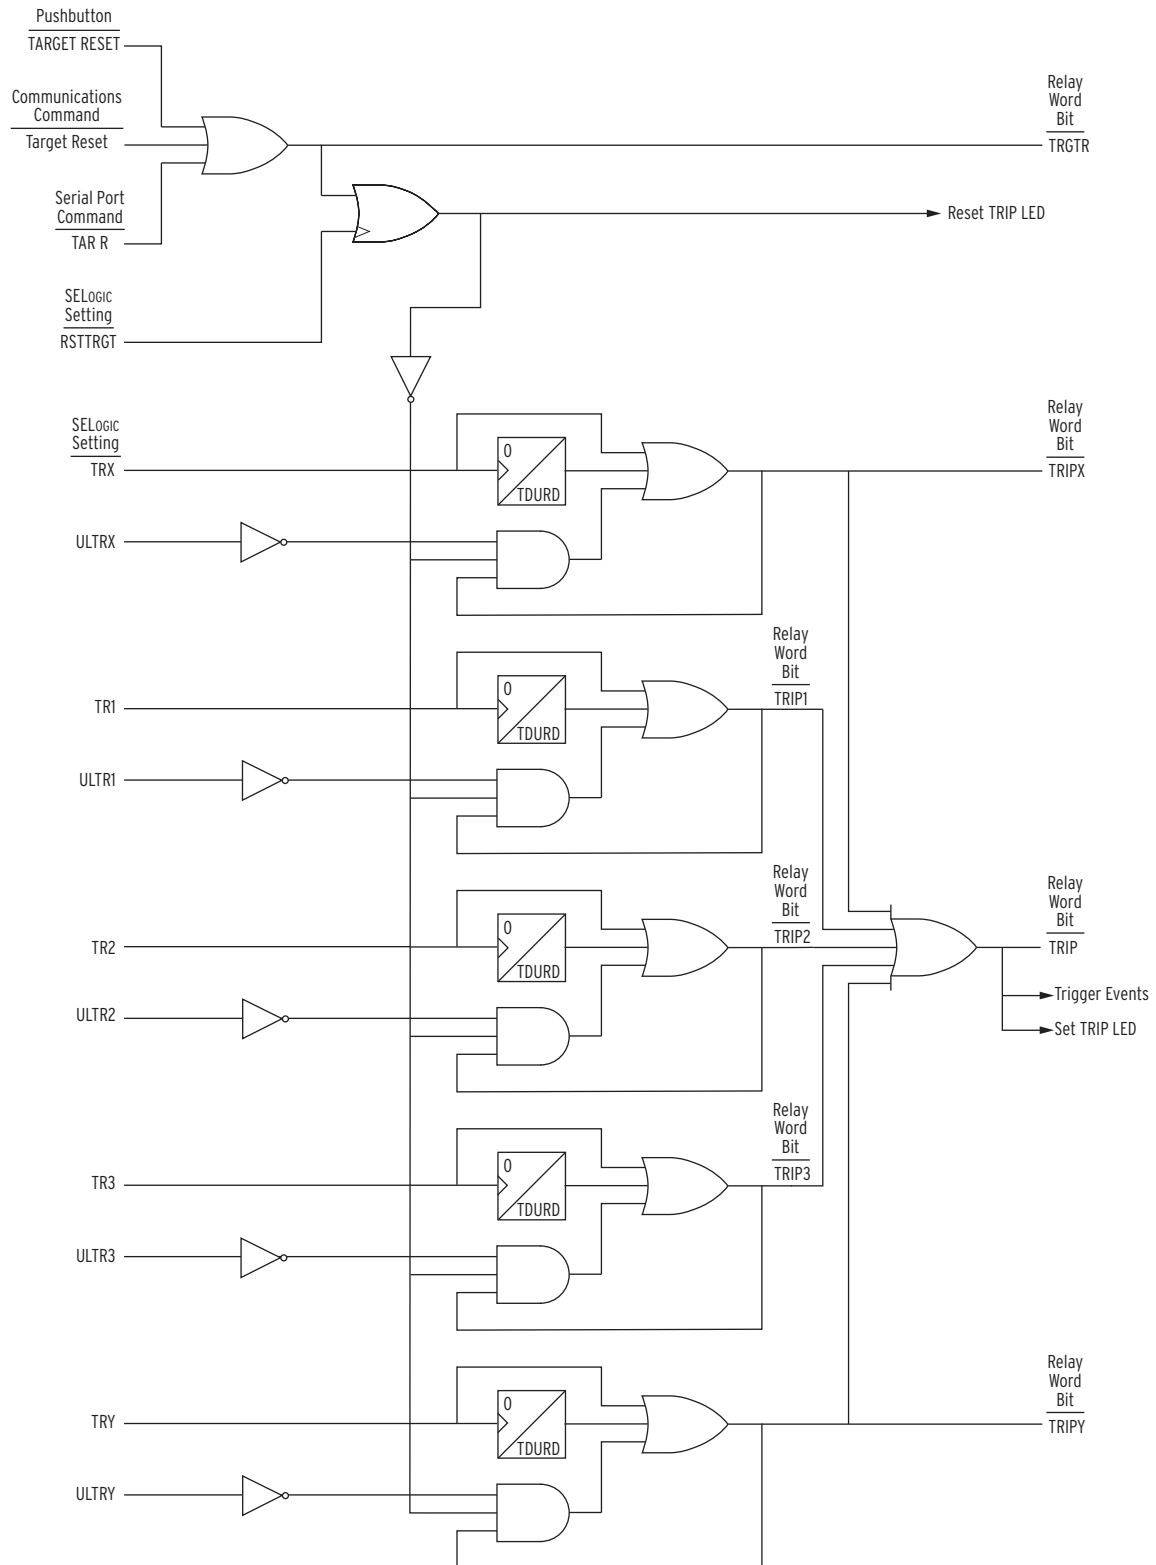 Pushbutton
TARGET RESET
Communications
Command
Target Reset
Serial Port
Command
TAR R
SELOGIC
Setting
RSTTRGT
Relay
Word
Bit
TRGTR
Reset TRIP LED
SELOGIC
Setting
TRX
0
TDURD
Relay
Word
Bit
TRIPX
ULTRX
TR1
0
TDURD
Relay
Word
Bit
TRIP1
ULTR1
TR2
0
TDURD
Relay
Word
Bit
TRIP2
ULTR2
Relay
Word
Bit
TRIP
Trigger Events
Set TRIP LED
TR3
0
TDURD
Relay
Word
Bit
TRIP3
ULTR3
TRY
0
TDURD
Relay
Word
Bit
TRIPY
ULTRY